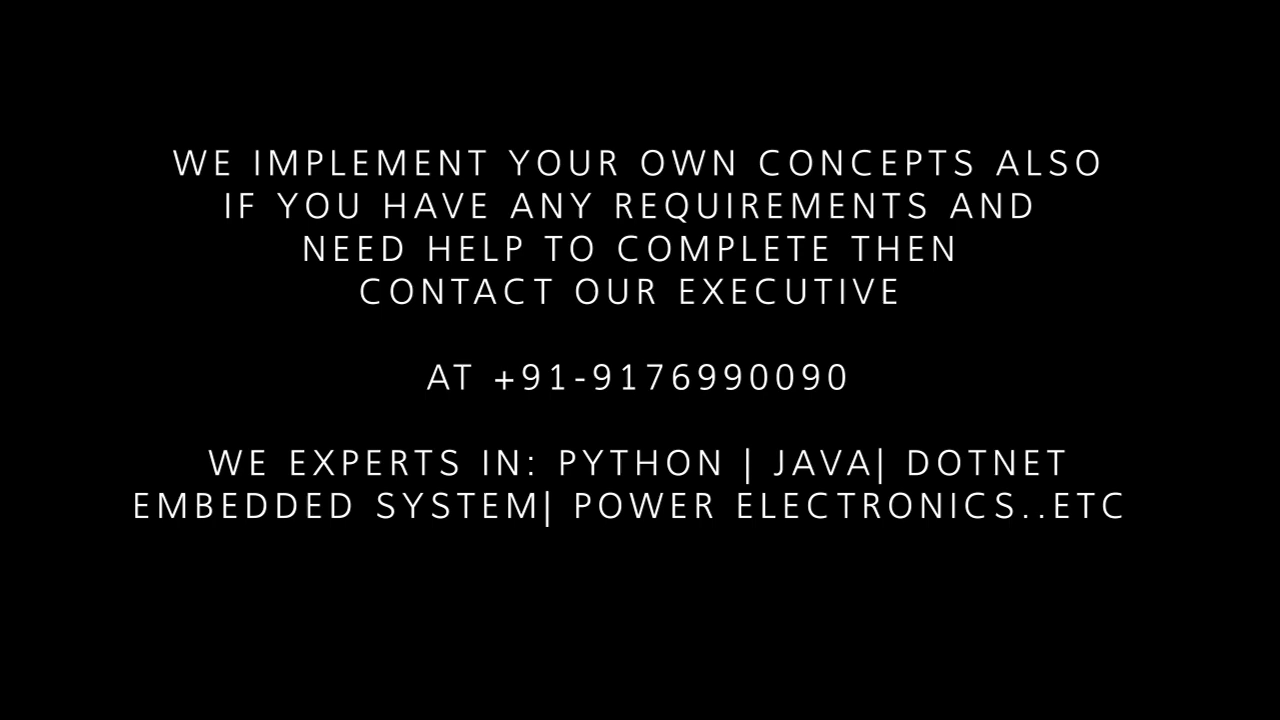 WE IMPLEMENT YOUR OWN CONCEPTS ALSO
IF YOU HAVE ANY REQUIREMENTS AND
NEED HELP TO COMPLETE THEN
CONTACT OUR EXECUTIVE
AT +91-9176990090
WE EXPERTS IN: PYTHON | JAVA| DOTNET
EMBEDDED SYSTEM| POWER ELECTRONICS..ETC